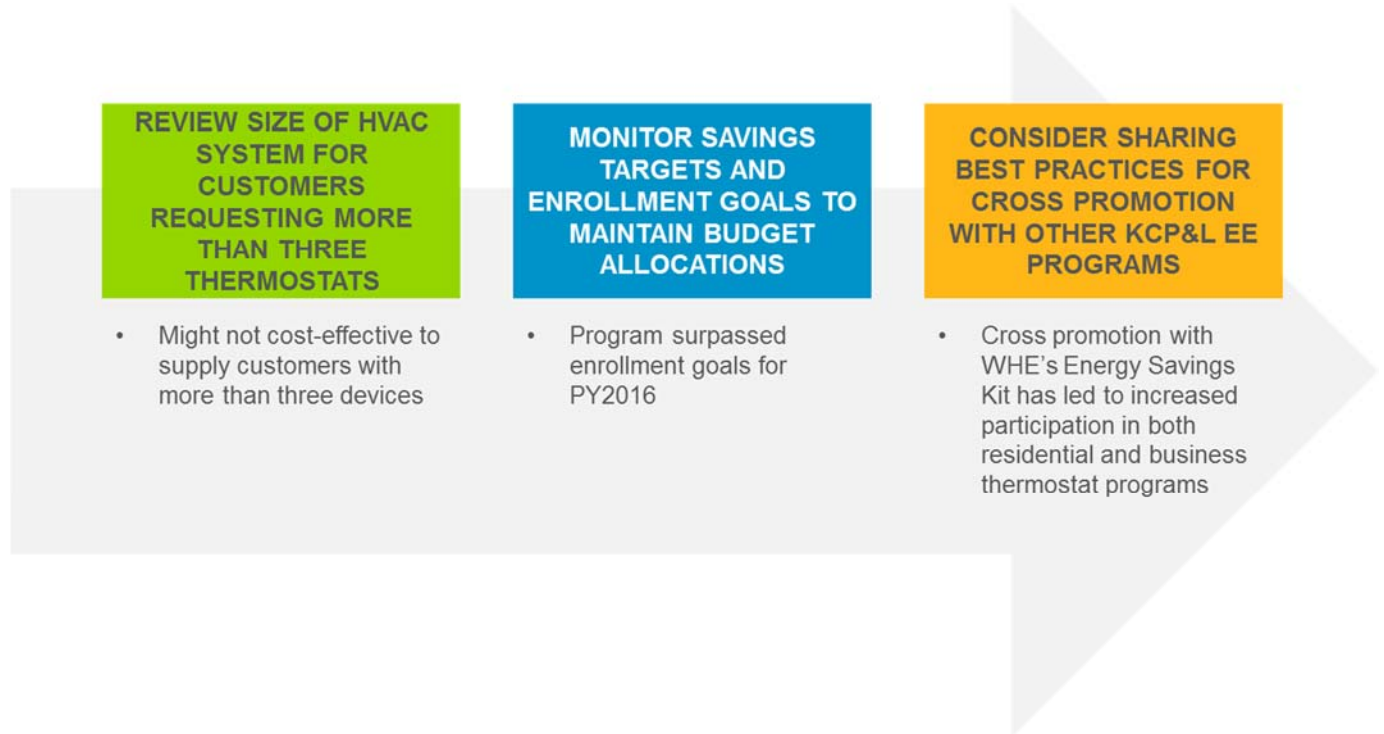 REVIEW SIZE OF HVAC
SYSTEM FOR
CUSTOMERS
REQUESTING MORE
THAN THREE
THERMOSTATS
• Might not cost-effective to
supply customers with
more than three devices
MONITOR SAVINGS
TARGETS AND
ENROLLMENT GOALS TO
MAINTAIN BUDGET
ALLOCATIONS
• Program surpassed
enrollment goals for
PY2016
CONSIDER SHARING
BEST PRACTICES FOR
CROSS PROMOTION
WITH OTHER KCP&L EE
PROGRAMS
• Cross promotion with
WHE's Energy Savings
Kit has led to increased
participation in both
residential and business
thermostat programs